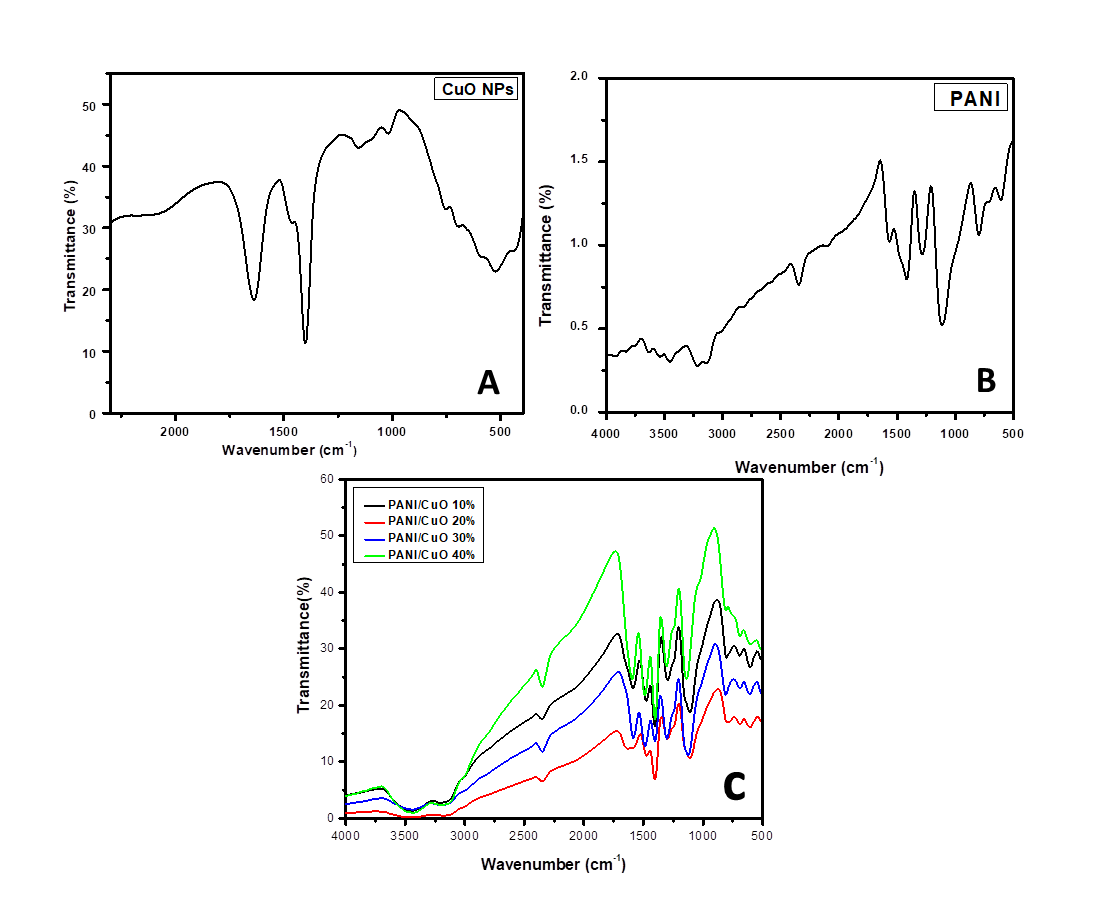 CuO NPs
50
40
30
20
10
0
Transmittance (%)
2000
1500
1000
500
Wavenumber (cm-1)
A
PANI
2.0
1.5
1.0
0.5
0.0
Transmittance (%)
4000
3500
3000
2500
2000
1500
1000
500
Wavenumber (cm-1)
B
PANI/CuO 10%
PANI/CuO 20%
PANI/CuO 30%
PANI/CuO 40%
60
50
40
30
20
10
0
Transmittance(%)
4000
3500
3000
2500
2000
1500
1000
500
Wavenumber (cm-1)
C